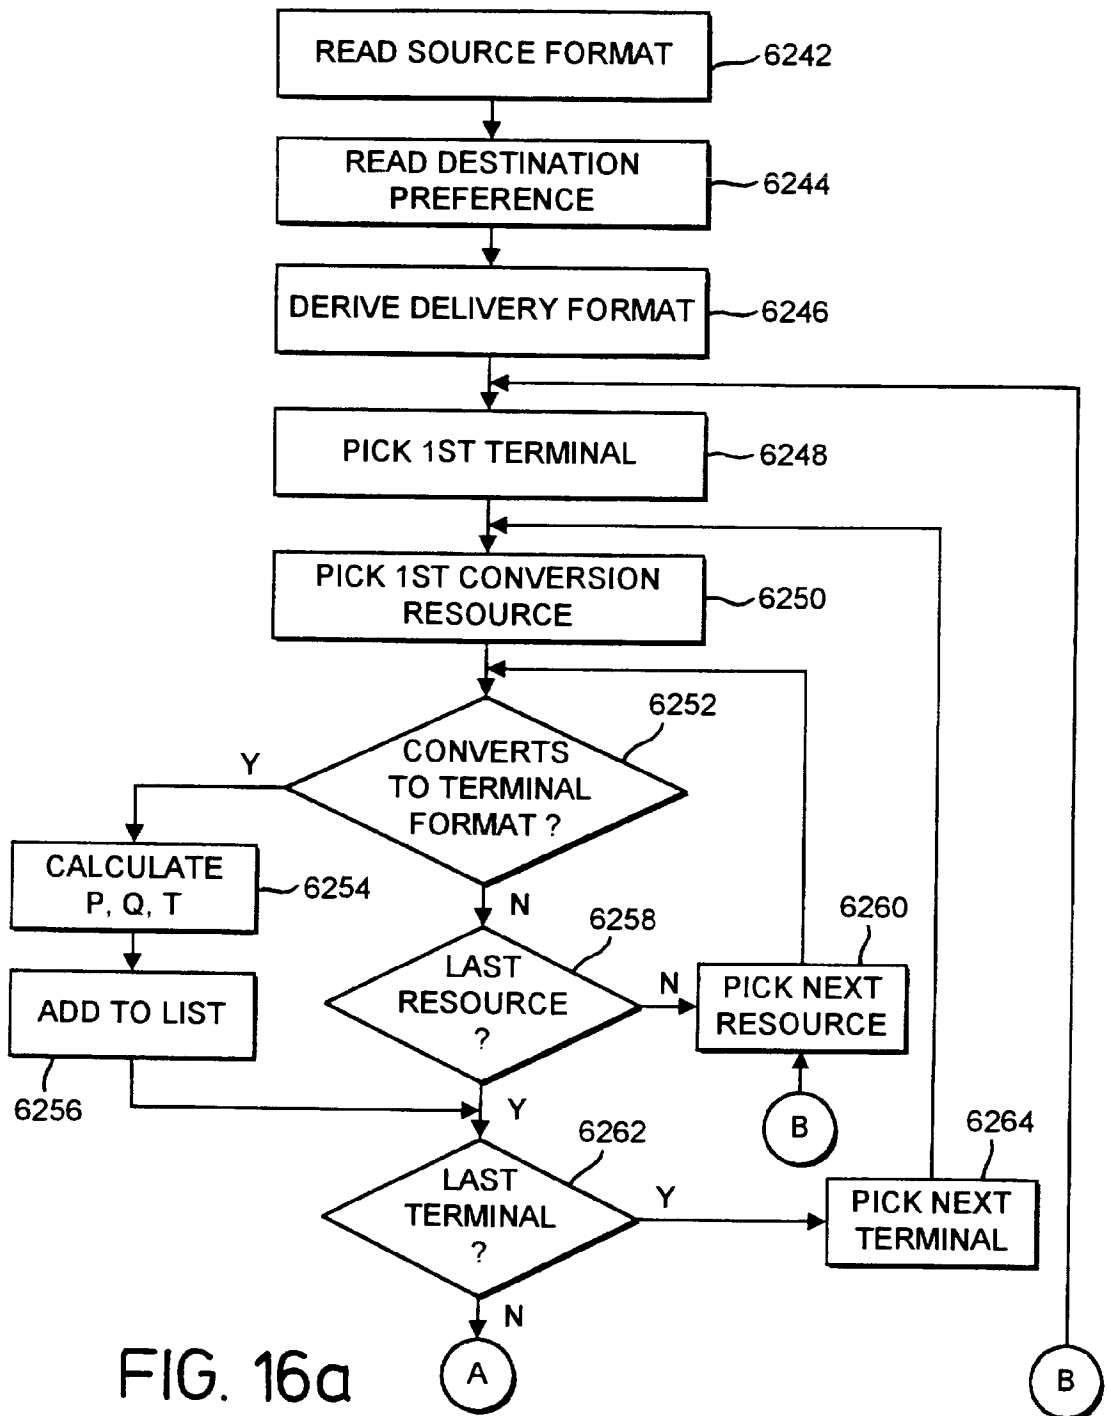 READ SOURCE FORMAT
6242
READ DESTINATION
PREFERENCE
6244
DERIVE DELIVERY FORMAT
6246
PICK 1ST TERMINAL
6248
PICK 1ST CONVERSION
RESOURCE
6250
6252
CONVERTS
TO TERMINAL
FORMAT ?
Y
CALCULATE
P, Q, T
6254
N
6258
6260
LAST
RESOURCE
?
N
PICK NEXT
RESOURCE
ADD TO LIST
6256
Y
B
6262
6264
LAST
TERMINAL
?
Y
PICK NEXT
TERMINAL
N
A
B
FIG. 16a